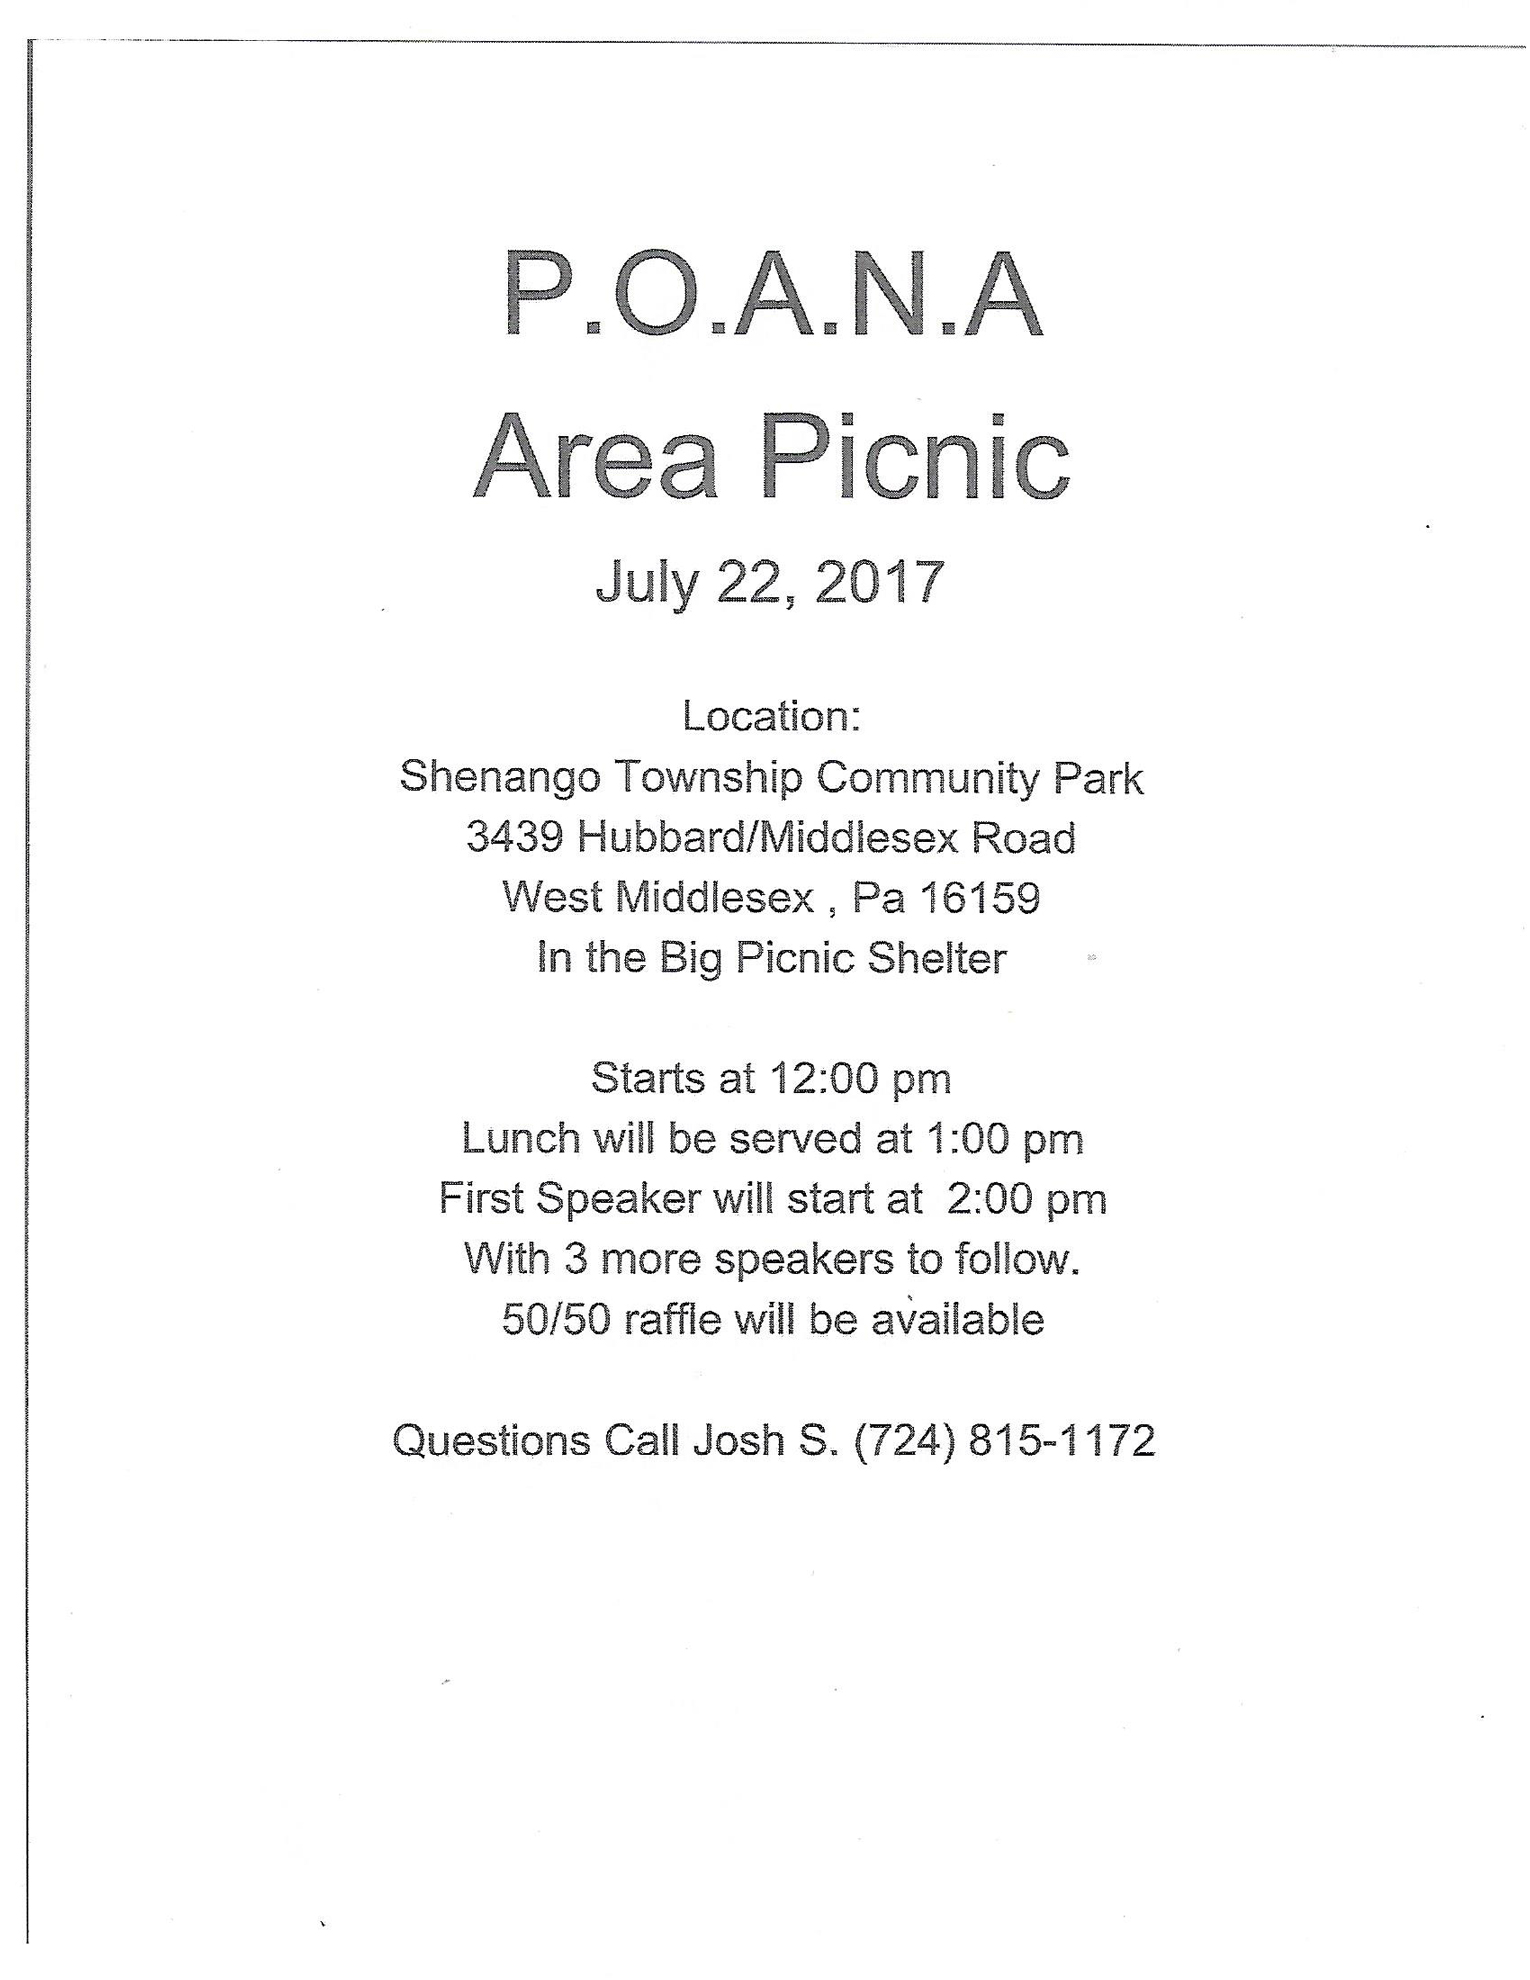 P.O.A.N.A
Area Picnic
July 22, 2017
Location:
Shenango Township Community Park
3439 Hubbard/Middlesex Road
West Middlesex , Pa 16159
In the Big Picnic Shelter
Starts at 12:00 pm
Lunch will be served at 1:00 pm
First Speaker will start at  2:00 pm
With 3 more speakers to follow.
50/50 raffle will be available
Questions Call Josh S. (724) 815-1172